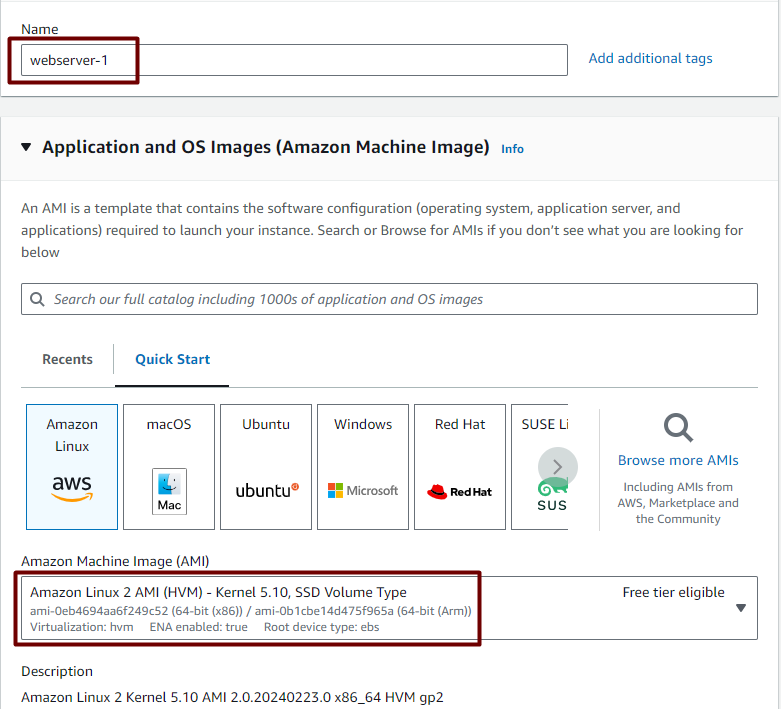 Name
webserver-1
Add additional tags
Application and OS Images (Amazon Machine Image) Info
An AMI is a template that contains the software configuration (operating system, application server, and
applications) required to launch your instance. Search or Browse for AMIs if you don’t see what you are looking for
below
Search our full catalog including 1000s of application and OS images
Recents
Quick Start
Amazon
Linux
aws
macOS
Mac
Ubuntu
ubuntu
Windows
Microsoft
Red Hat
Red Hat
SUSE Li
SUS
Browse more AMIs
Including AMIs from
AWS, Marketplace and
the Community
Amazon Machine Image (AMI)
Amazon Linux 2 AMI (HVM) - Kernel 5.10, SSD Volume Type
Free tier eligible
ami-0eb4694aa6f249c52 (64-bit (x86)) / ami-0b1cbe14d475f965a (64-bit (Arm))
Virtualization: hvm ENA enabled: true Root device type: ebs
Description
Amazon Linux 2 Kernel 5.10 AMI 2.0.20240223.0 x86_64 HVM gp2